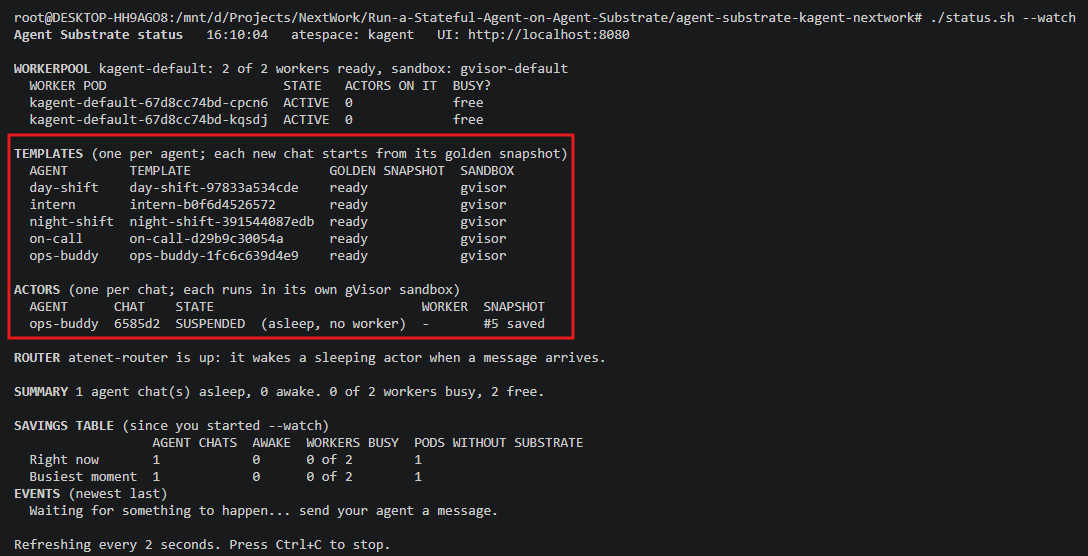 root@DESKTOP-HH9AGO8:/mnt/d/Projects/NextWork/Run-a-Stateful-Agent-on-Agent-Substrate/agent-substrate-kagent-nextwork# ./status.sh --watch
Agent Substrate status   16:10:04   atespace: kagent   UI: http://localhost:8080
WORKERPOOL kagent-default: 2 of 2 workers ready, sandbox: gvisor-default
WORKER POD   STATE   ACTORS ON IT   BUSY?
kagent-default-67d8cc74bd-cpcn6   ACTIVE   0   free
kagent-default-67d8cc74bd-kqsdj   ACTIVE   0   free
TEMPLATES (one per agent; each new chat starts from its golden snapshot)
AGENT   TEMPLATE   GOLDEN SNAPSHOT   SANDBOX
day-shift   day-shift-97833a534cde   ready   gvisor
intern   intern-b0f6d4526572   ready   gvisor
night-shift   night-shift-391544087edb   ready   gvisor
on-call   on-call-d29b9c30054a   ready   gvisor
ops-buddy   ops-buddy-1fc6c639d4e9   ready   gvisor
ACTORS (one per chat; each runs in its own gVisor sandbox)
AGENT   CHAT   STATE   WORKER   SNAPSHOT
ops-buddy   6585d2   SUSPENDED   (asleep, no worker)   -   #5 saved
ROUTER atenet-router is up: it wakes a sleeping actor when a message arrives.
SUMMARY 1 agent chat(s) asleep, 0 awake. 0 of 2 workers busy, 2 free.
SAVINGS TABLE (since you started --watch)
AGENT CHATS   AWAKE   WORKERS BUSY   PODS WITHOUT SUBSTRATE
Right now   1   0   0 of 2   1
Busiest moment   1   0   0 of 2   1
EVENTS (newest last)
Waiting for something to happen... send your agent a message.
Refreshing every 2 seconds. Press Ctrl+C to stop.